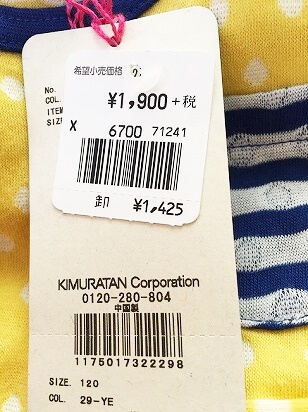 No.
COL.
ITEM
SIZ
希望小売価格
¥1,900 +税
X 6700 71241
卸 ¥1,425
KIMURATAN Corporation
0120-280-804
中国製
1175017322298
SIZE. 120
COL. 29-YE